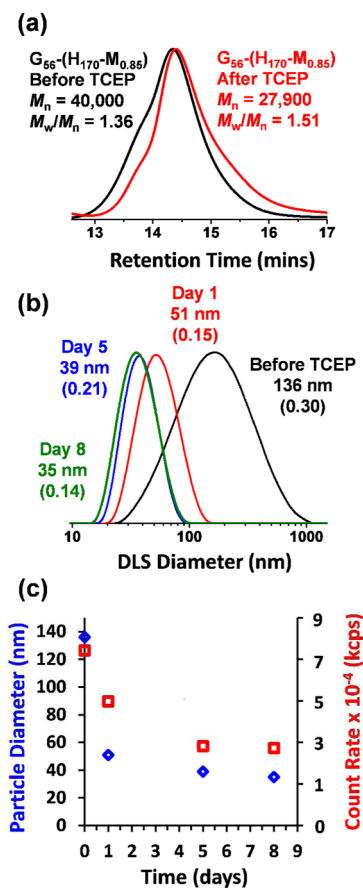 (a)
G56-(H170-M0.85)
Before TCEP
Mn = 40,000
Mw/Mn = 1.36
G56-(H170-M0.85)
After TCEP
Mn = 27,900
Mw/Mn = 1.51
13 14 15 16 17
Retention Time (mins)
(b)
Day 1
51 nm
(0.15)
Day 5
39 nm
(0.21)
Before TCEP
136 nm
(0.30)
Day 8
35 nm
(0.14)
10 100 1000
DLS Diameter (nm)
(c)
Particle Diameter (nm)
140
120
100
80
60
40
20
0
9
7
5
3
1
0
Count Rate x 10-4 (kcps)
0 1 2 3 4 5 6 7 8 9
Time (days)